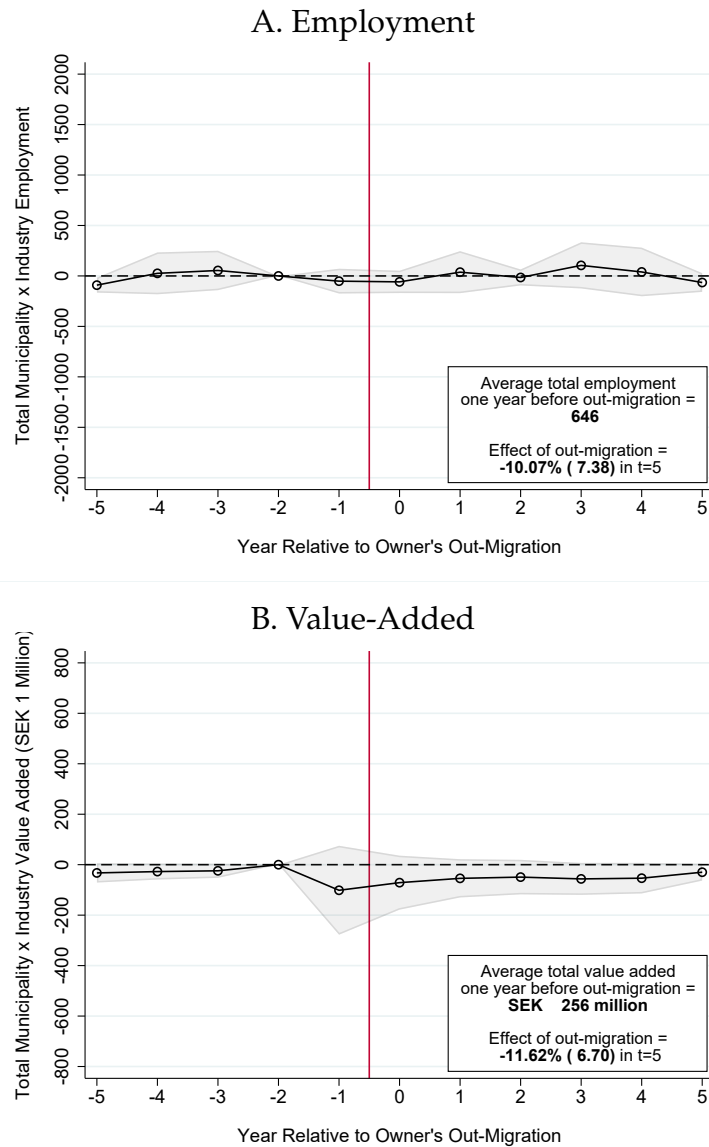 A. Employment
Total Municipality x Industry Employment
2000
1500
1000
500
0
-500
-1000
-1500
-2000
Average total employment
one year before out-migration =
646
Effect of out-migration =
-10.07% ( 7.38) in t=5
-5 -4 -3 -2 -1 0 1 2 3 4 5
Year Relative to Owner's Out-Migration
B. Value-Added
Total Municipality x Industry Value Added (SEK 1 Million)
800
600
400
200
0
-200
-400
-600
-800
Average total value added
one year before out-migration =
SEK 256 million
Effect of out-migration =
-11.62% ( 6.70) in t=5
-5 -4 -3 -2 -1 0 1 2 3 4 5
Year Relative to Owner's Out-Migration